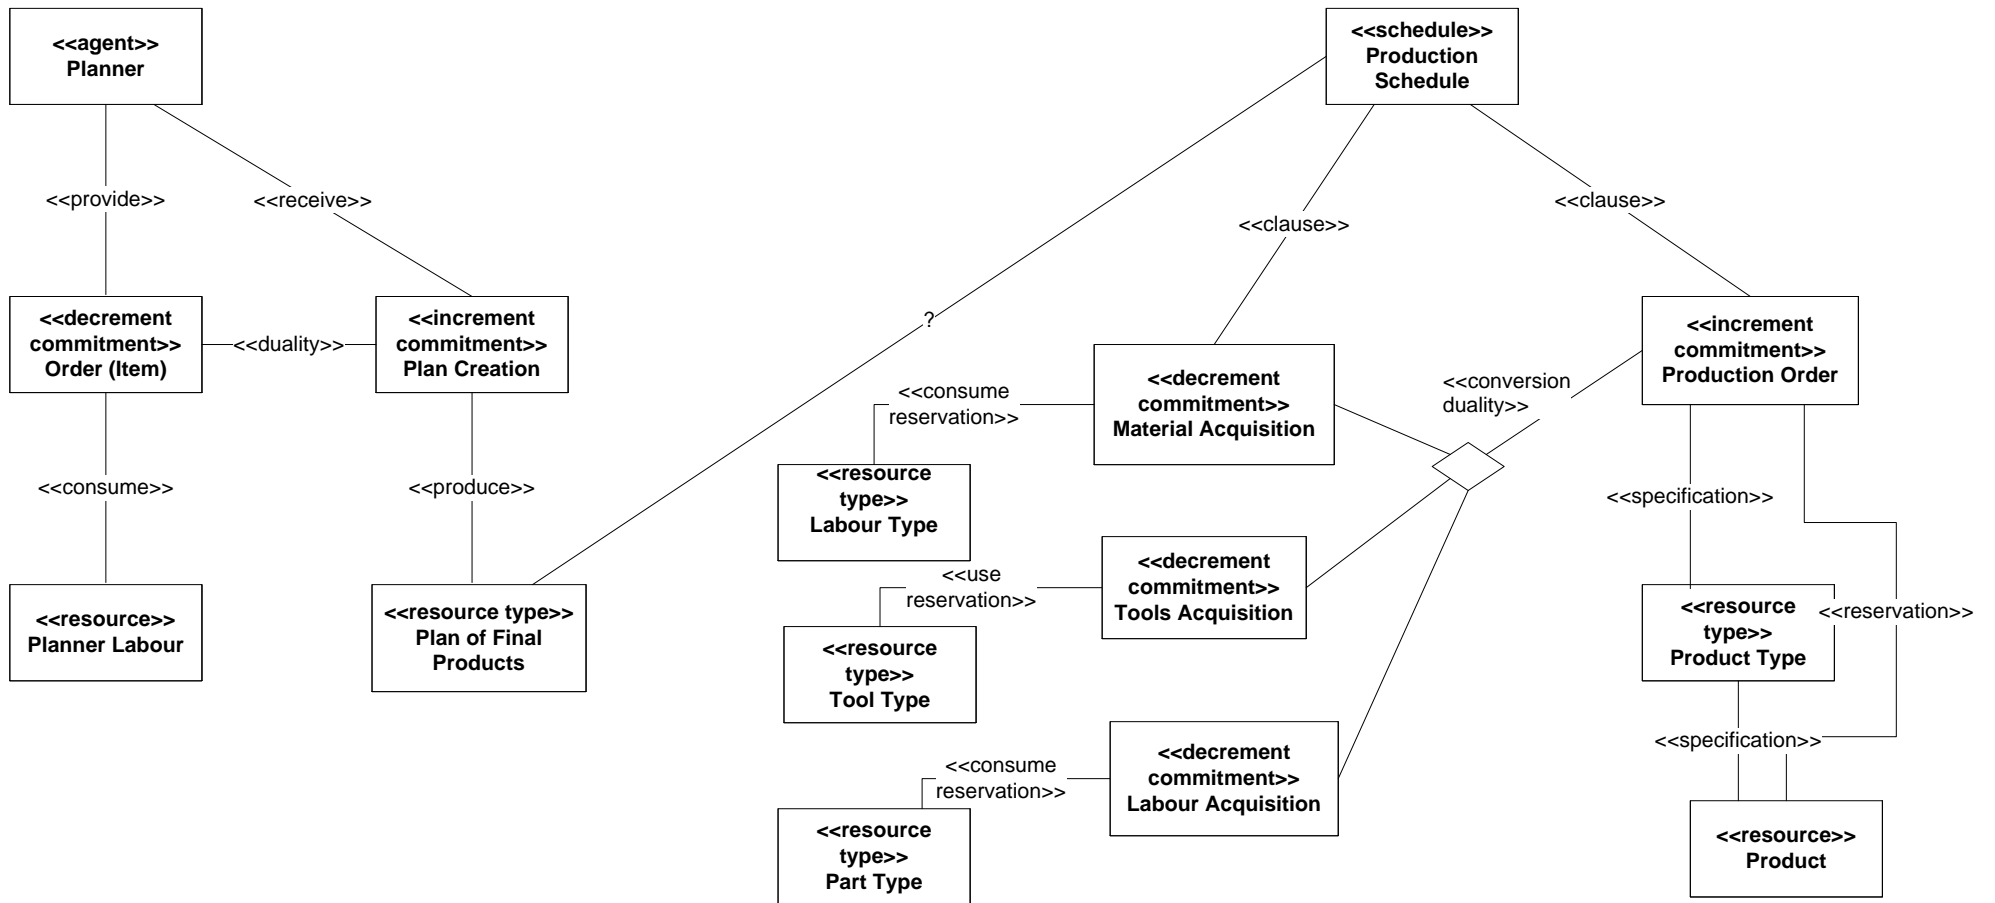 <<agent>>
Planner
<<schedule>>
Production
Schedule
<<provide>>
<<receive>>
<<clause>>
<<clause>>
?
<<decrement
commitment>>
Order (Item)
<<duality>>
<<increment
commitment>>
Plan Creation
<<increment
commitment>>
Production Order
<<decrement
commitment>>
Material Acquisition
<<consume
reservation>>
<<conversion
duality>>
<<resource
type>>
Labour Type
<<consume>>
<<produce>>
<<specification>>
<<decrement
commitment>>
Tools Acquisition
<<use
reservation>>
<<resource>>
Planner Labour
<<resource type>>
Plan of Final
Products
<<resource
type>>
Product Type
<<reservation>>
<<resource
type>>
Tool Type
<<specification>>
<<decrement
commitment>>
Labour Acquisition
<<consume
reservation>>
<<resource
type>>
Part Type
<<resource>>
Product